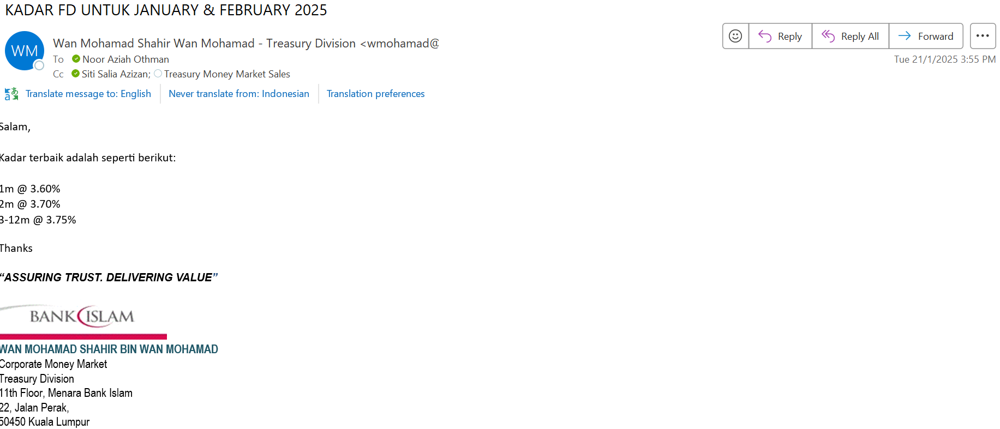 KADAR FD UNTUK JANUARY & FEBRUARY 2025
WM
Wan Mohamad Shahir Wan Mohamad - Treasury Division <wmohamad@
To Noor Aziah Othman
Cc Siti Salia Azizan; Treasury Money Market Sales
Reply
Reply All
Forward
Tue 21/1/2025 3:55 PM
Translate message to: English
Never translate from: Indonesian
Translation preferences
Salam,
Kadar terbaik adalah seperti berikut:
1m @ 3.60%
2m @ 3.70%
3-12m @ 3.75%
Thanks
“ASSURING TRUST. DELIVERING VALUE”
BANK ISLAM
WAN MOHAMAD SHAHIR BIN WAN MOHAMAD
Corporate Money Market
Treasury Division
11th Floor, Menara Bank Islam
22, Jalan Perak,
50450 Kuala Lumpur